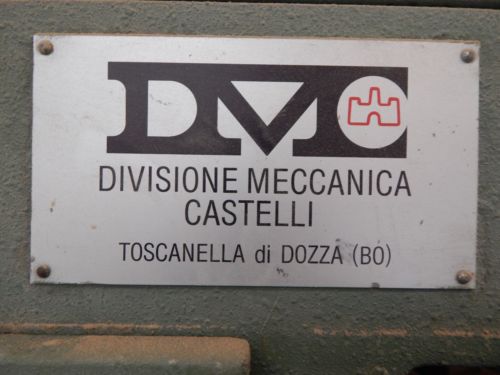 DMC
DIVISIONE MECCANICA
CASTELLI
TOSCANELLA di DOZZA (BO)